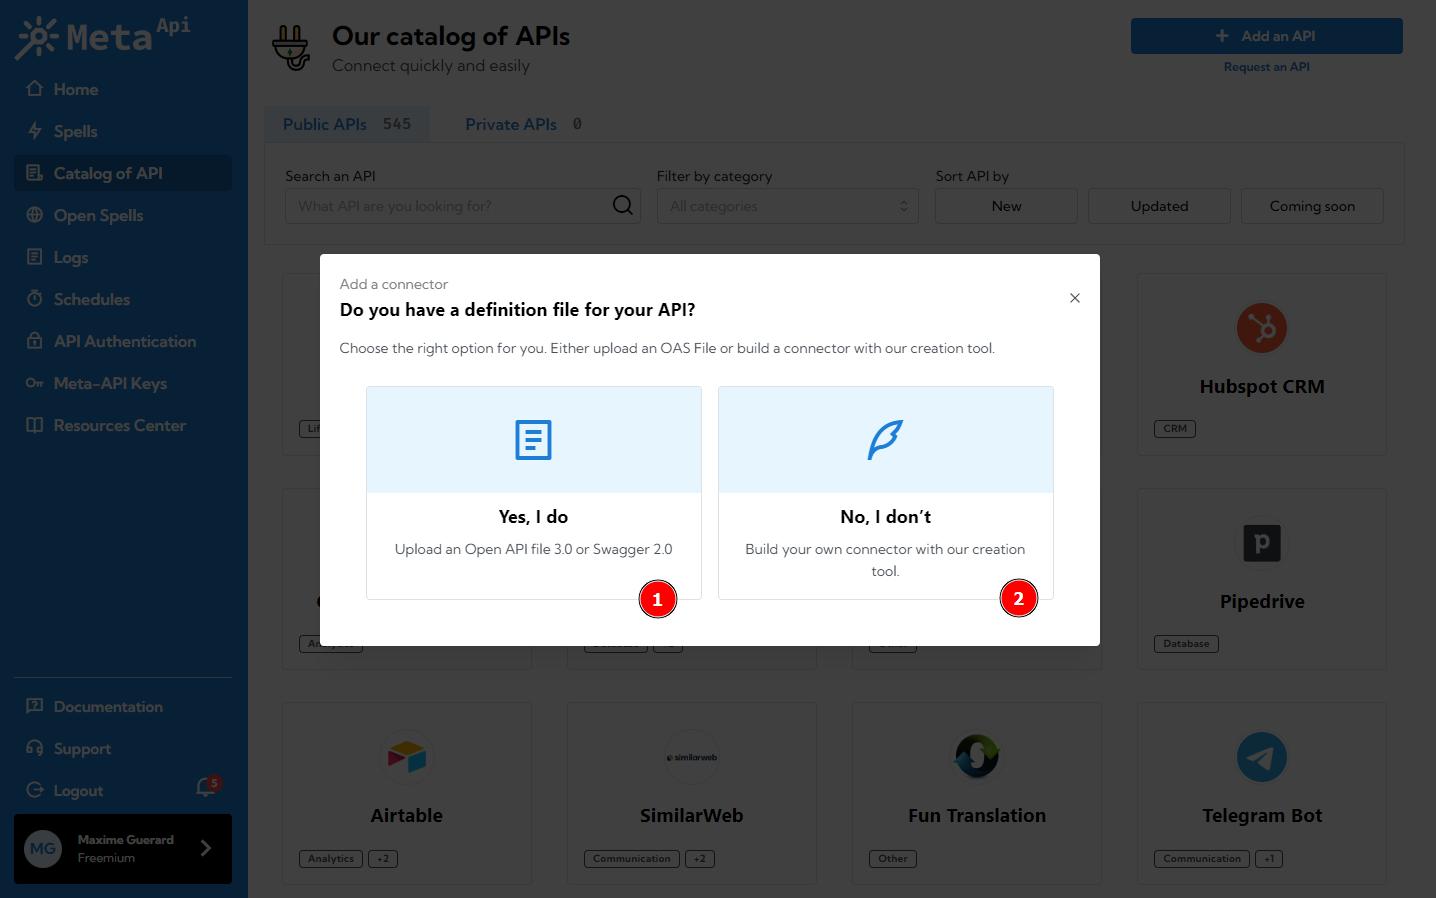 Meta Api
Home
Spells
Catalog of API
Open Spells
Logs
Schedules
API Authentication
Meta-API Keys
Resources Center
Documentation
Support
Logout
5
MG
Maxime Guerard
Freemium
Our catalog of APIs
Connect quickly and easily
+ Add an API
Request an API
Public APIs 545
Private APIs 0
Search an API
What API are you looking for?
Filter by category
All categories
Sort API by
New
Updated
Coming soon
Add a connector
Do you have a definition file for your API?
Choose the right option for you. Either upload an OAS File or build a connector with our creation tool.
Yes, I do
Upload an Open API file 3.0 or Swagger 2.0
1
No, I don’t
Build your own connector with our creation
tool.
2
Hubspot CRM
CRM
p
Pipedrive
Database
Airtable
Analytics +2
similarweb
SimilarWeb
Communication +2
Fun Translation
Other
Telegram Bot
Communication +1